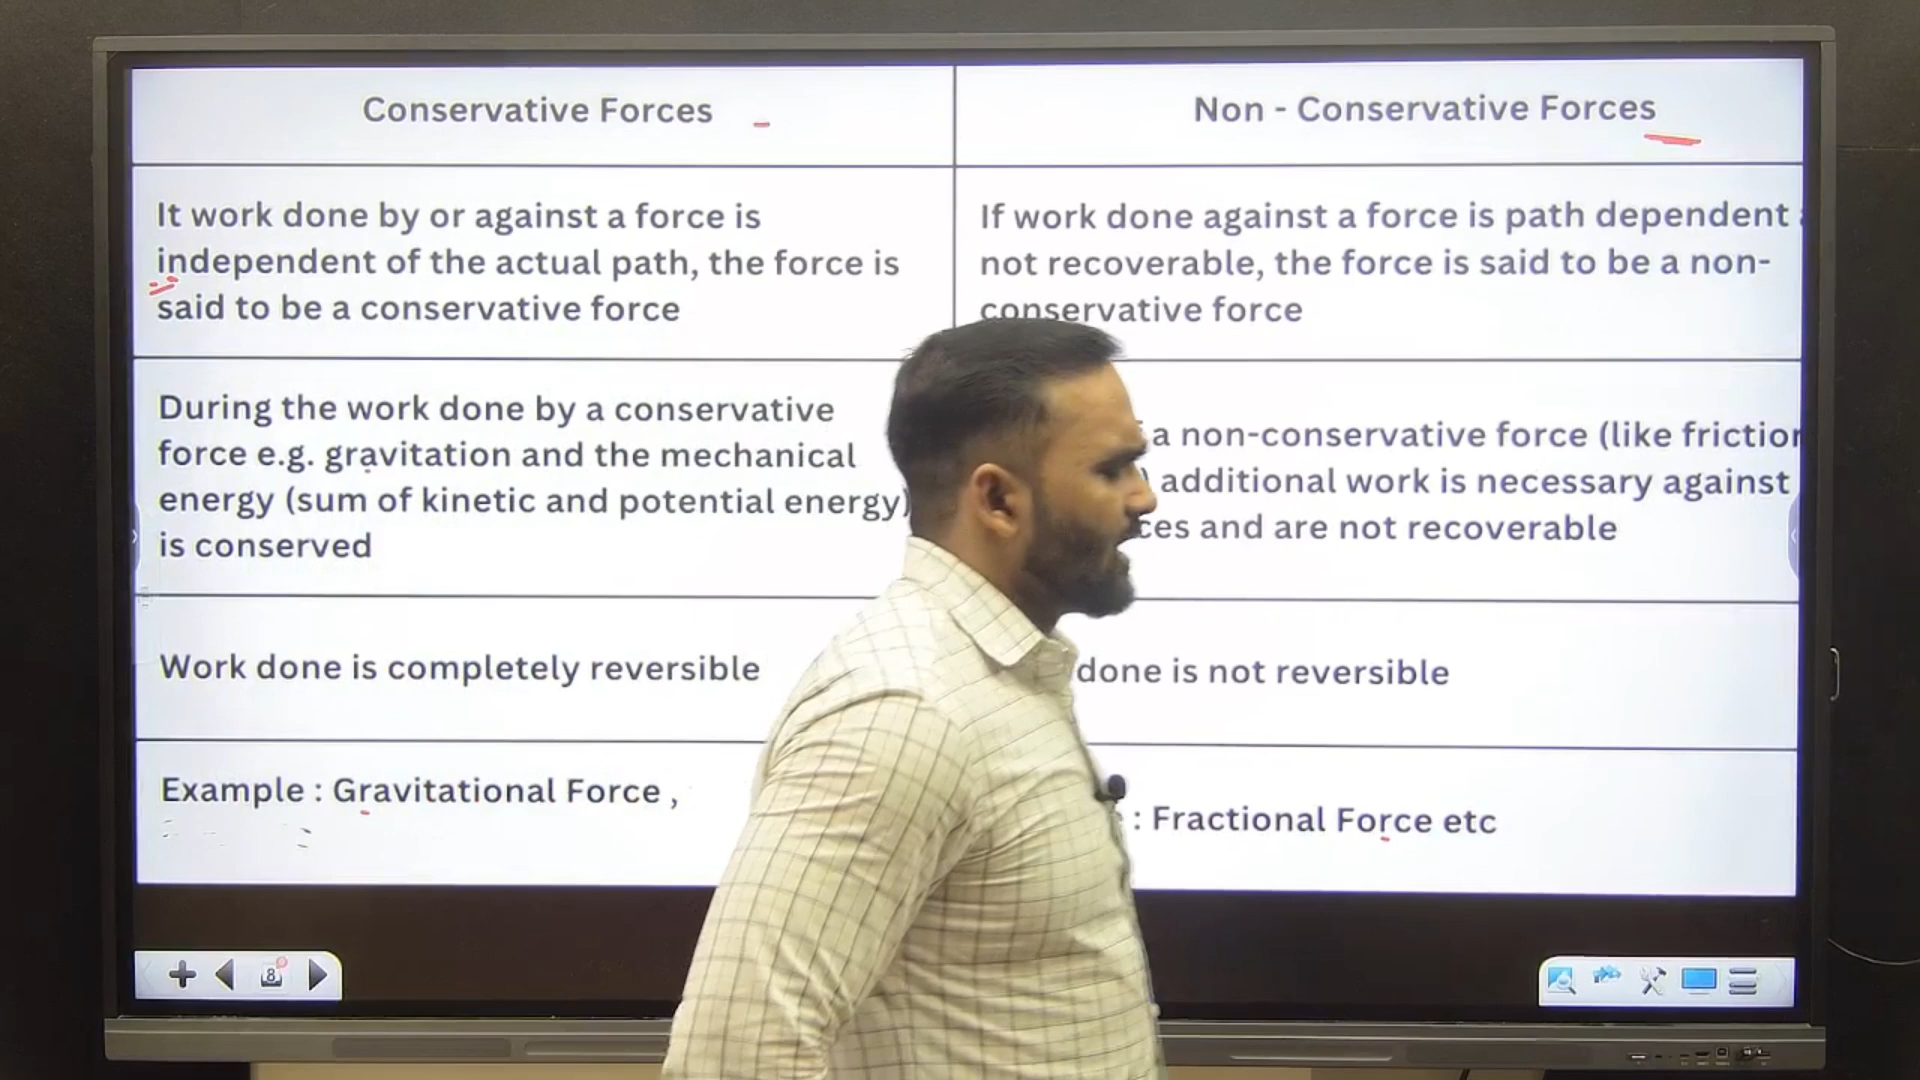 Conservative Forces
Non - Conservative Forces
It work done by or against a force is
independent of the actual path, the force is
said to be a conservative force
If work done against a force is path dependent
not recoverable, the force is said to be a non-
conservative force
During the work done by a conservative
force e.g. gravitation and the mechanical
energy (sum of kinetic and potential energy)
is conserved
a non-conservative force (like friction
additional work is necessary against
and are not recoverable
Work done is completely reversible
done is not reversible
Example : Gravitational Force ,
: Fractional Force etc
8